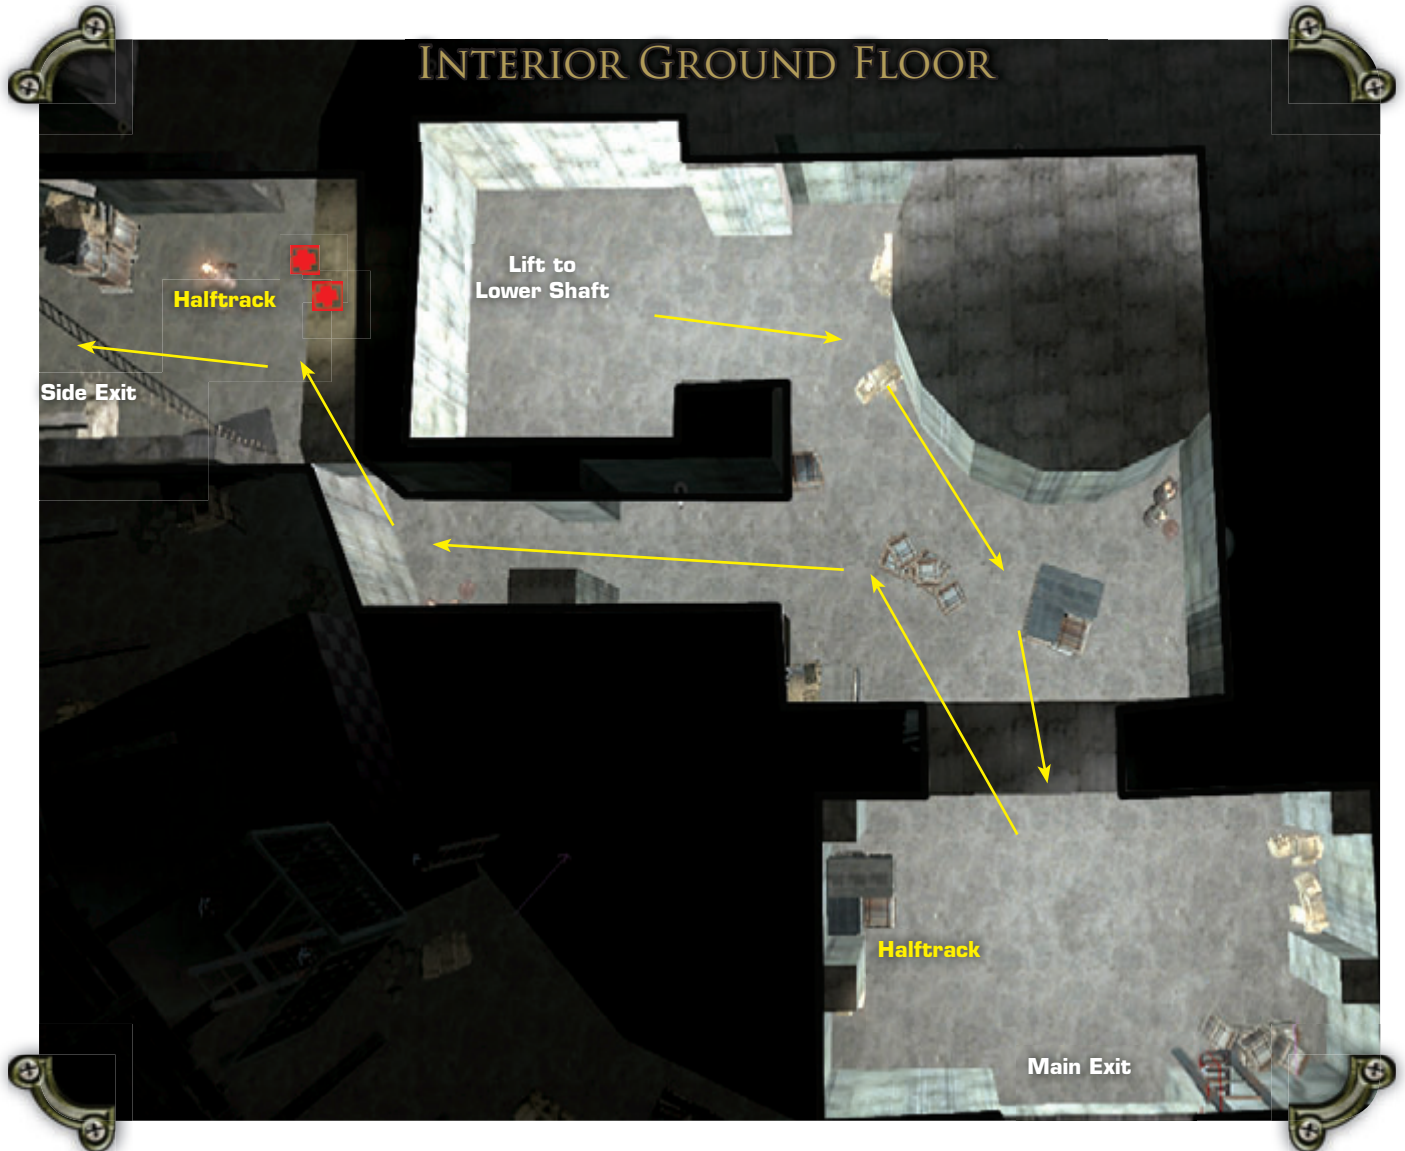 INTERIOR GROUND FLOOR
Lift to
Lower Shaft
Halftrack
Side Exit
Halftrack
Main Exit